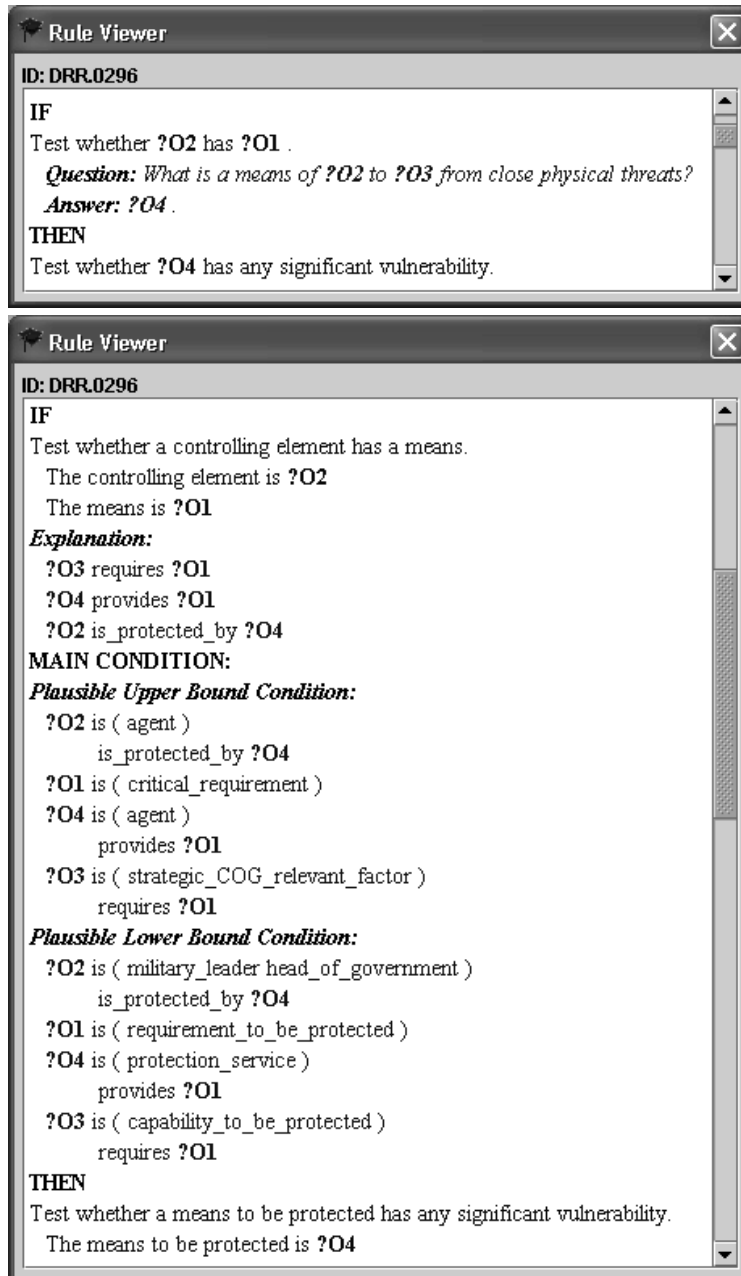 Rule Viewer
ID: DRR.0296
IF
Test whether ?O2 has ?O1 .
Question: What is a means of ?O2 to ?O3 from close physical threats?
Answer: ?O4 .
THEN
Test whether ?O4 has any significant vulnerability.
Rule Viewer
ID: DRR.0296
IF
Test whether a controlling element has a means.
The controlling element is ?O2
The means is ?O1
Explanation:
?O3 requires ?O1
?O4 provides ?O1
?O2 is_protected_by ?O4
MAIN CONDITION:
Plausible Upper Bound Condition:
?O2 is ( agent )
is_protected_by ?O4
?O1 is ( critical_requirement )
?O4 is ( agent )
provides ?O1
?O3 is ( strategic_COG_relevant_factor )
requires ?O1
Plausible Lower Bound Condition:
?O2 is ( military_leader head_of_government )
is_protected_by ?O4
?O1 is ( requirement_to_be_protected )
?O4 is ( protection_service )
provides ?O1
?O3 is ( capability_to_be_protected )
requires ?O1
THEN
Test whether a means to be protected has any significant vulnerability.
The means to be protected is ?O4